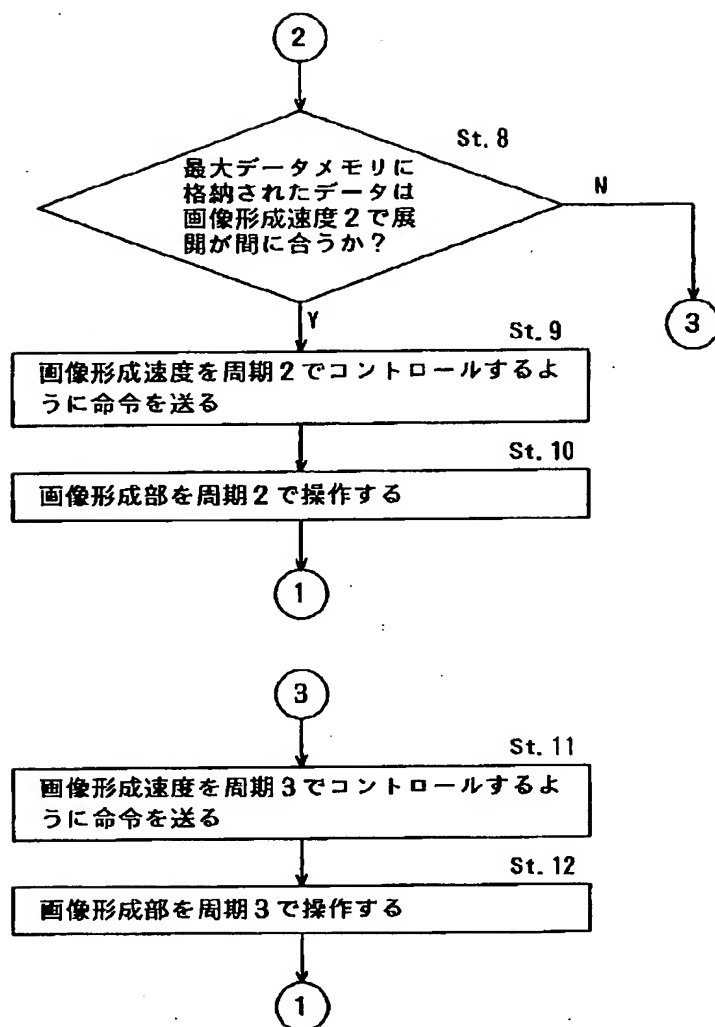 2
St.8
最大データメモリに
格納されたデータは
画像形成速度2で展
開が間に合うか?
N
Y
3
St.9
画像形成速度を周期2でコントロールするよ
うに命令を送る
St.10
画像形成部を周期2で操作する
1
3
St.11
画像形成速度を周期3でコントロールするよ
うに命令を送る
St.12
画像形成部を周期3で操作する
1